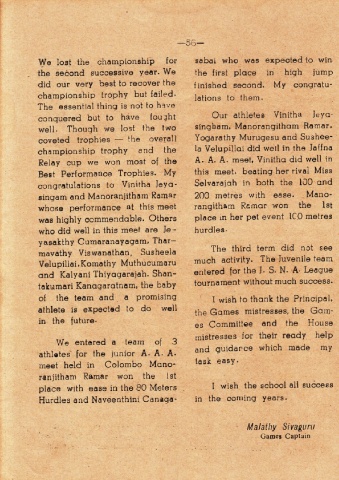 —86—
We lost the championship for
the second successive year. We
did our very best to recover the
championship trophy but failed.
The essential thing is not to have
conquered but to have fought
well. Though we lost the two
coveted trophies — the overall
championship trophy and the
Relay cup we won most of the
Best Performance Trophies. My
congratulations to Vinitha Jeya-
singam and Manoranjitham Ramar
whose performance at this meet
was highly commendable. Others
who did well in this meet are Je-
yasakthy Cumaranayagam, Thar-
mavathy Viswanathan, Susheela
Velupillai, Komathy Muthucumaru
and Kalyani Thiyagarajah. Shan-
takumari Kanagaratnam, the baby
of the team and a promising
athlete is expected to do well
in the future.
We entered a team of 3
athletes for the junior A. A. A.
meet held in Colombo Mano-
ranjitham Ramar won the 1st
place with ease in the 80 Meters
Hurdles and Naveenthini Canaga-
sabai who was expected to win
the first place in high jump
finished second. My congratu-
lations to them.
Our athletes Vinitha Jeya-
singham, Manorangitham Ramar,
Yogarathy Murugesu and Sushee-
la Velupillai did well in the Jaffna
A. A. A. meet, Vinitha did well in
this meet, beating her rival Miss
Selvarajah in both the 100 and
200 metres with ease. Mano-
rangitham Ramar won the 1st
place in her pet event 100 metres
hurdles.
The third term did not see
much activity. The Juvenile team
entered for the J. S. N. A. League
tournament without much success.
I wish to thank the Principal,
the Games mistresses, the Gam-
es Committee and the House
mistresses for their ready help
and guidance which made my
task easy.
I wish the school all success
in the coming years.
Malathy Sivaguru
Games Captain